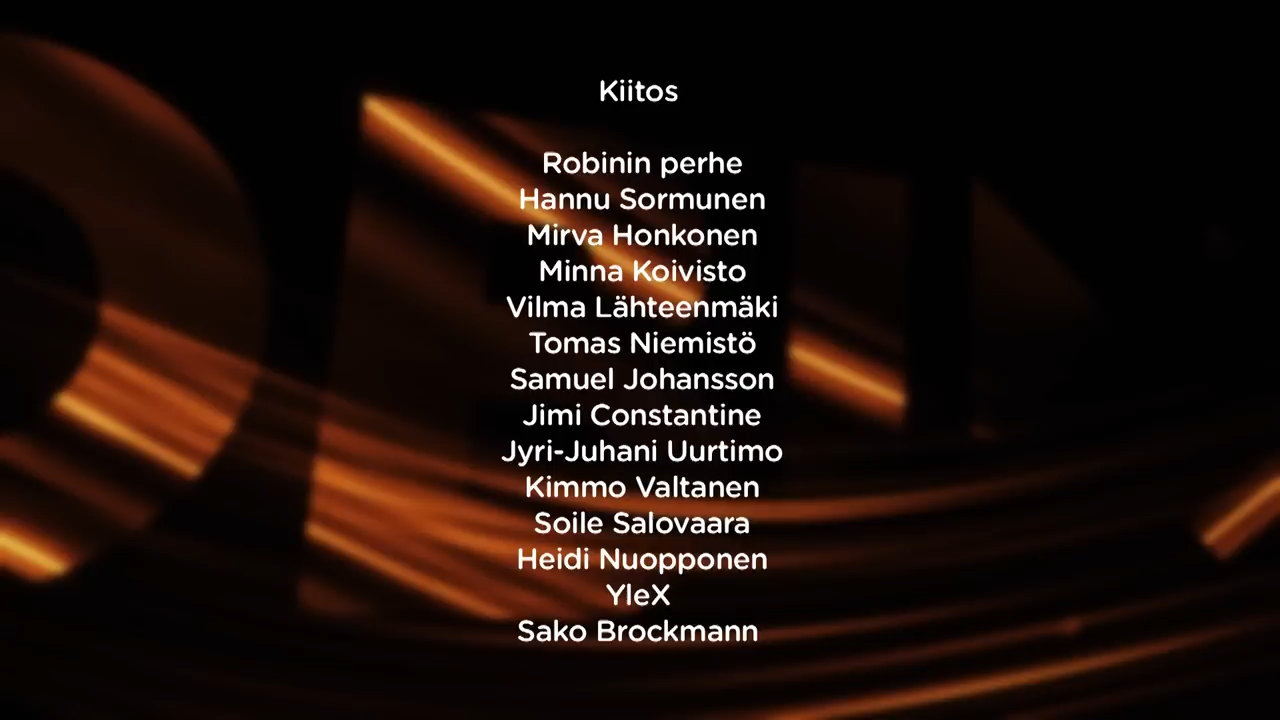 Kiitos
Robinin perhe
Hannu Sormunen
Mirva Honkonen
Minna Koivisto
Vilma Lähteenmäki
Tomas Niemistö
Samuel Johansson
Jimi Constantine
Jyri-Juhani Uurtimo
Kimmo Valtanen
Soile Salovaara
Heidi Nuopponen
YleX
Sako Brockmann